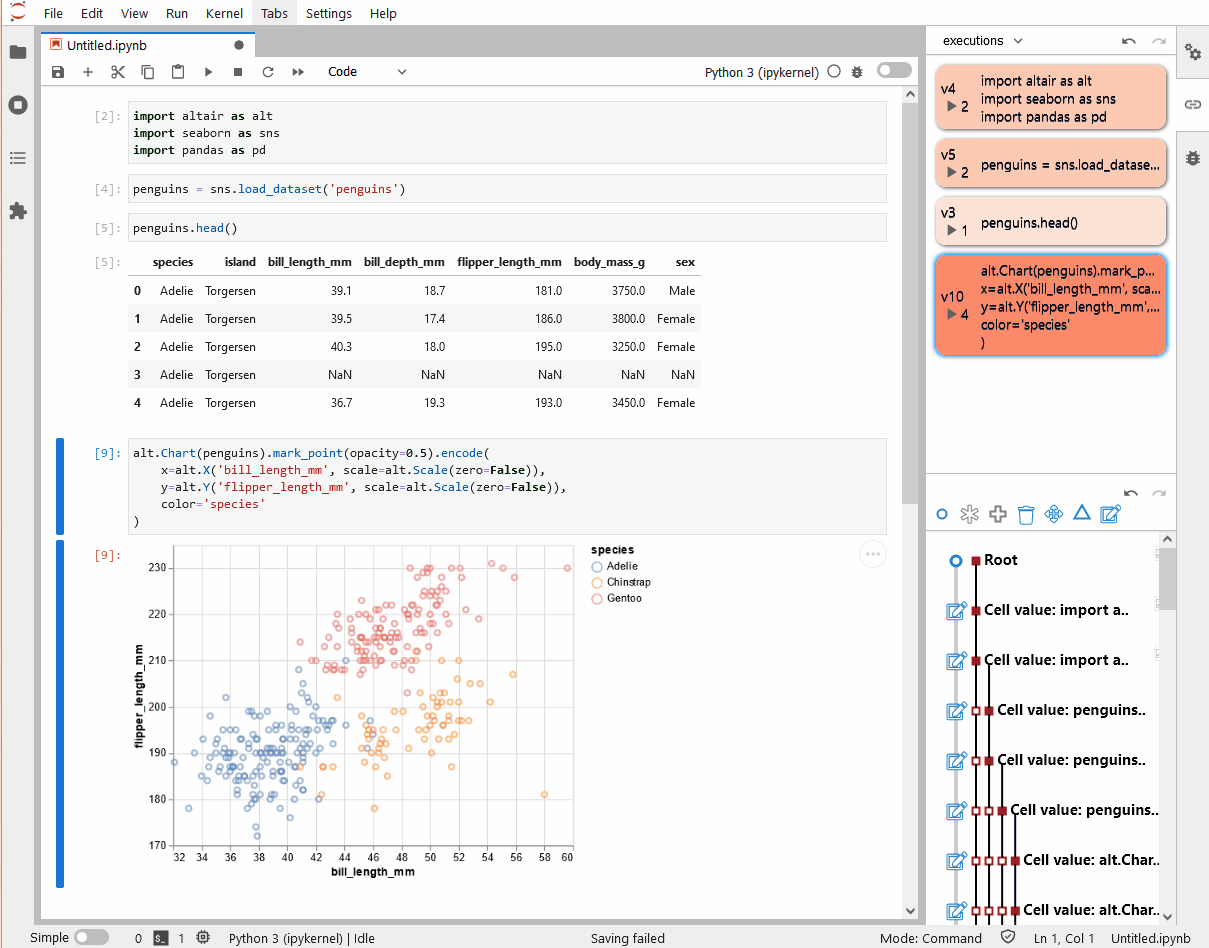 File Edit View Run Kernel Tabs Settings Help
Untitled.ipynb
Code
Python 3 (ipykernel)
[2]:
import altair as alt
import seaborn as sns
import pandas as pd
[4]:
penguins = sns.load_dataset('penguins')
[5]:
penguins.head()
[5]:
species island bill_length_mm bill_depth_mm flipper_length_mm body_mass_g sex
0 Adelie Torgersen 39.1 18.7 181.0 3750.0 Male
1 Adelie Torgersen 39.5 17.4 186.0 3800.0 Female
2 Adelie Torgersen 40.3 18.0 195.0 3250.0 Female
3 Adelie Torgersen NaN NaN NaN NaN NaN
4 Adelie Torgersen 36.7 19.3 193.0 3450.0 Female
[9]:
alt.Chart(penguins).mark_point(opacity=0.5).encode(
x=alt.X('bill_length_mm', scale=alt.Scale(zero=False)),
y=alt.Y('flipper_length_mm', scale=alt.Scale(zero=False)),
color='species'
)
[9]:
flipper_length_mm
230
220
210
200
190
180
170
32 34 36 38 40 42 44 46 48 50 52 54 56 58 60
bill_length_mm
species
Adelie
Chinstrap
Gentoo
executions
v4
2
import altair as alt
import seaborn as sns
import pandas as pd
v5
2
penguins = sns.load_datase...
v3
1
penguins.head()
v10
4
alt.Chart(penguins).mark_p...
x=alt.X('bill_length_mm', sca...
y=alt.Y('flipper_length_mm',...
color='species'
)
Root
Cell value: import a..
Cell value: import a..
Cell value: penguins..
Cell value: penguins..
Cell value: penguins..
Cell value: alt.Char..
Cell value: alt.Char..
Simple 0 1 Python 3 (ipykernel) | Idle Saving failed Mode: Command Ln 1, Col 1 Untitled.ipynb